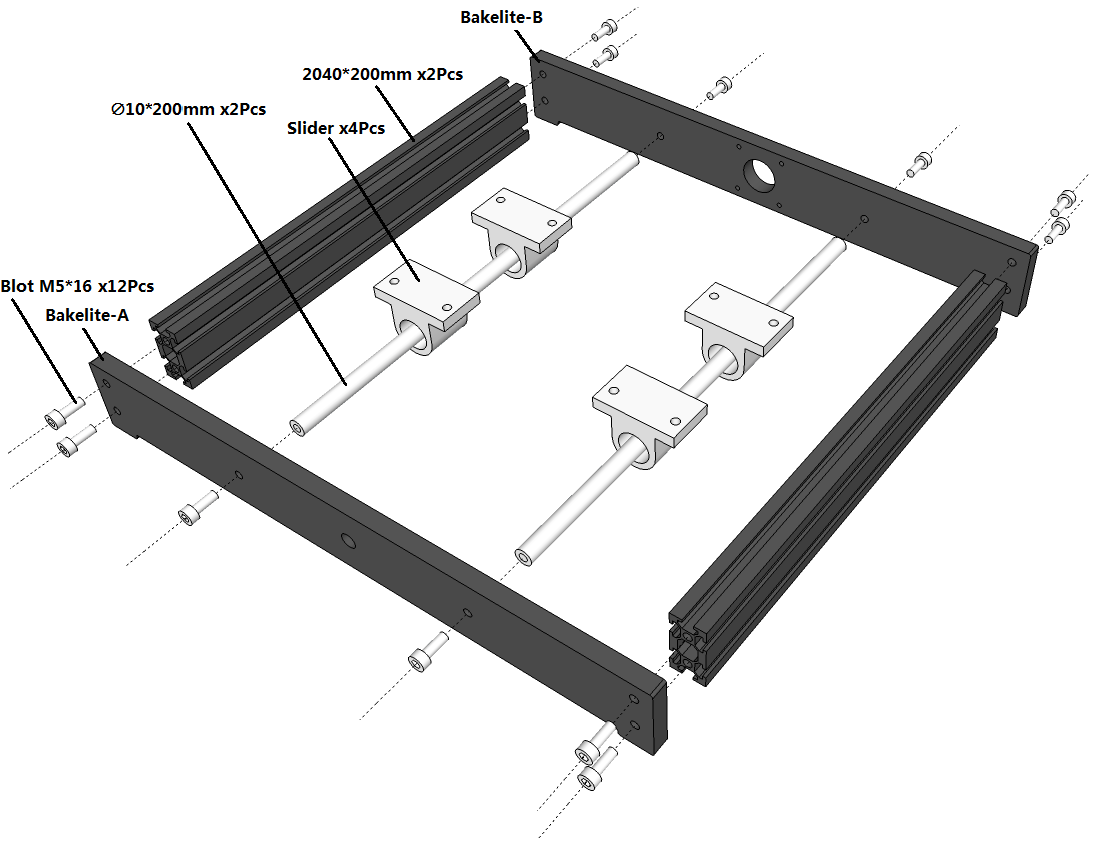 Bakelite-B
2040*200mm x2Pcs
∅10*200mm x2Pcs
Slider x4Pcs
Blot M5*16 x12Pcs
Bakelite-A